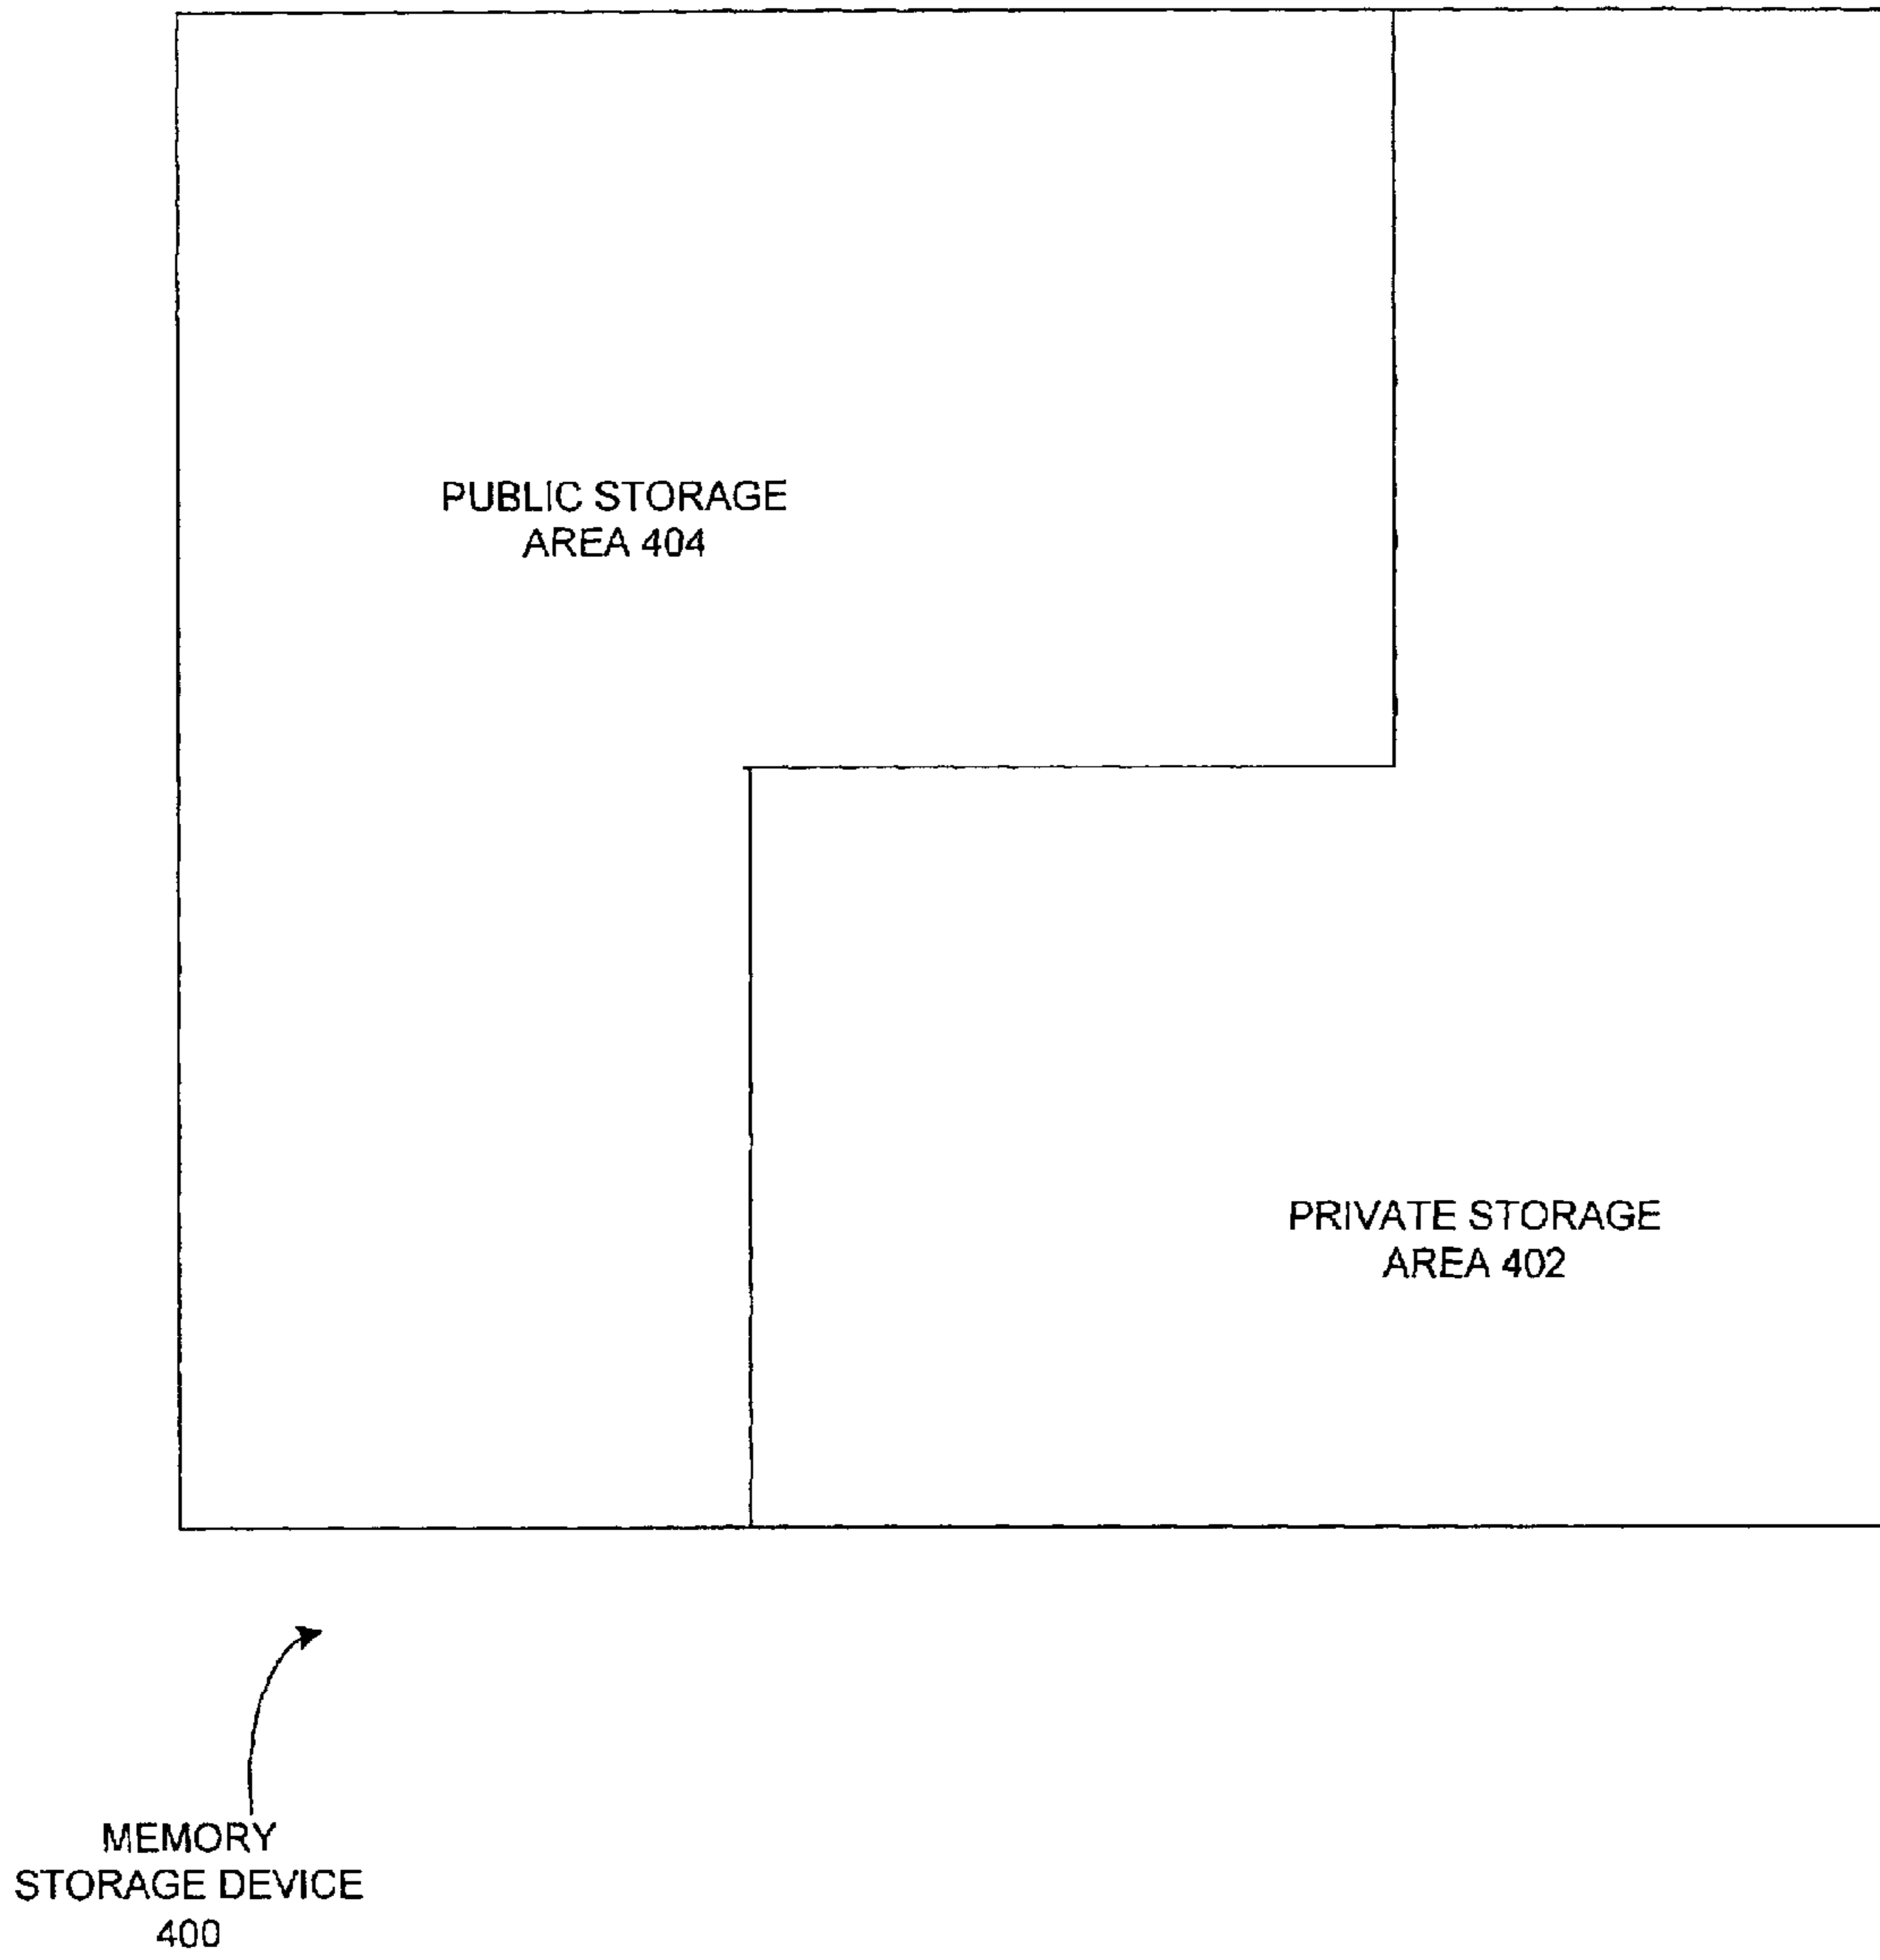 PUBLIC STORAGE
AREA 404
PRIVATE STORAGE
AREA 402
MEMORY
STORAGE DEVICE
400